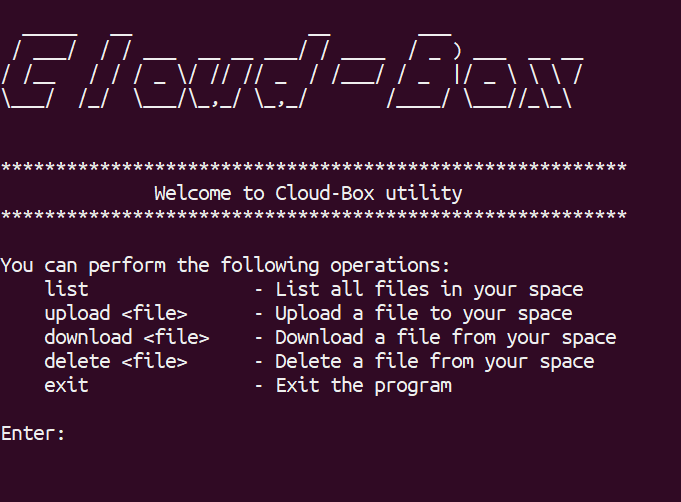 Cloud-Box
*********************************************************
Welcome to Cloud-Box utility
*********************************************************
You can perform the following operations:
list - List all files in your space
upload <file> - Upload a file to your space
download <file> - Download a file from your space
delete <file> - Delete a file from your space
exit - Exit the program
Enter: